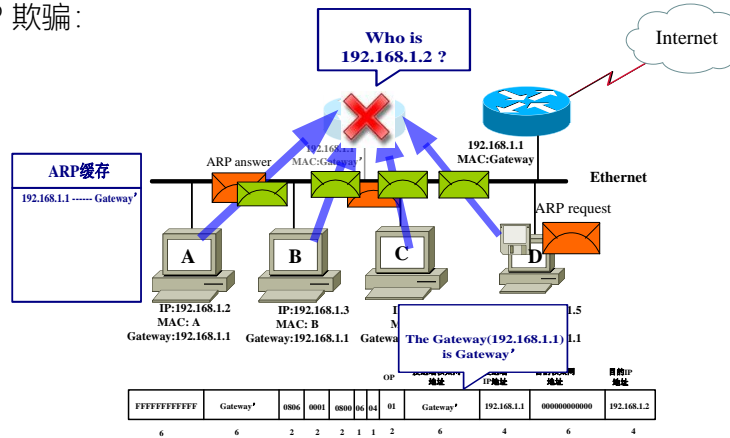 欺骗：
Who is
192.168.1.2 ?
Internet
192.168.1.1
MAC:Gateway'
192.168.1.1
MAC:Gateway
ARP缓存
192.168.1.1 ------ Gateway'
ARP answer
Ethernet
ARP request
A
B
C
D
IP:192.168.1.2
MAC: A
Gateway:192.168.1.1
IP:192.168.1.3
MAC: B
Gateway:192.168.1.1
The Gateway(192.168.1.1)
is Gateway'
OP
地址
IP地址
地址
目的IP
地址
FFFFFFFFFFFF Gateway' 0806 0001 0800 06 04 01 Gateway' 192.168.1.1 000000000000 192.168.1.2
6 6 2 2 2 1 1 2 6 4 6 4